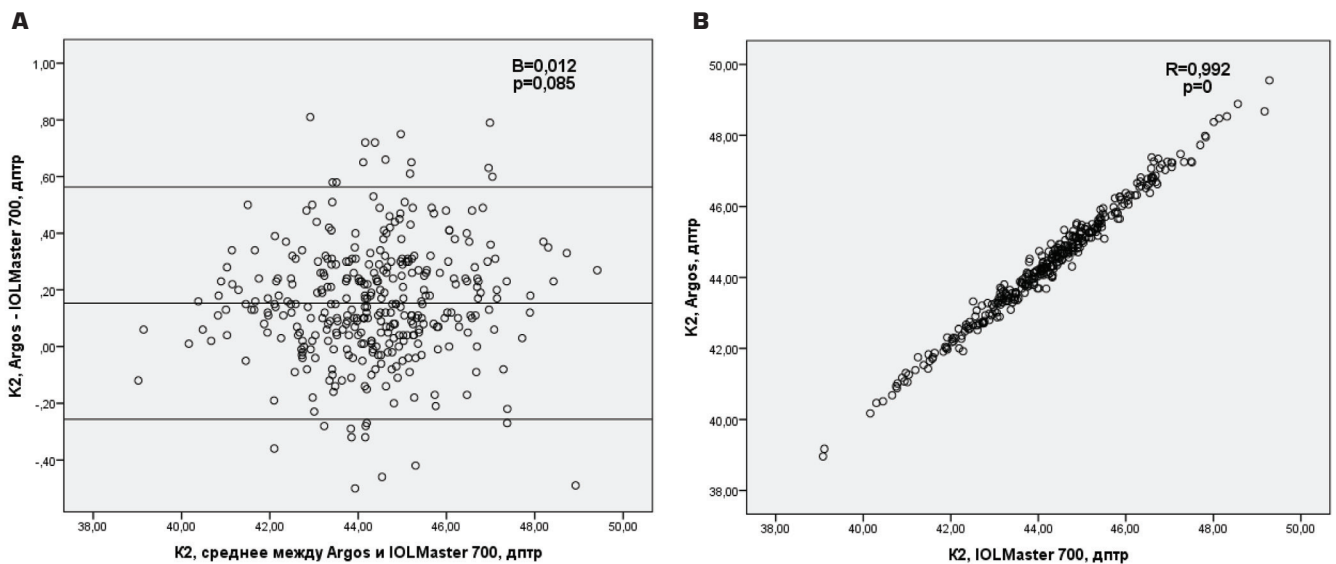 A
B=0,012
p=0,085
1,00
,80
,60
,40
,20
,00
-,20
-,40
38,00 40,00 42,00 44,00 46,00 48,00 50,00
K2, Argos - IOLMaster 700, дптр
K2, среднее между Argos и IOLMaster 700, дптр
B
R=0,992
p=0
50,00
48,00
46,00
44,00
42,00
40,00
38,00
38,00 40,00 42,00 44,00 46,00 48,00 50,00
K2, Argos, дптр
K2, IOLMaster 700, дптр